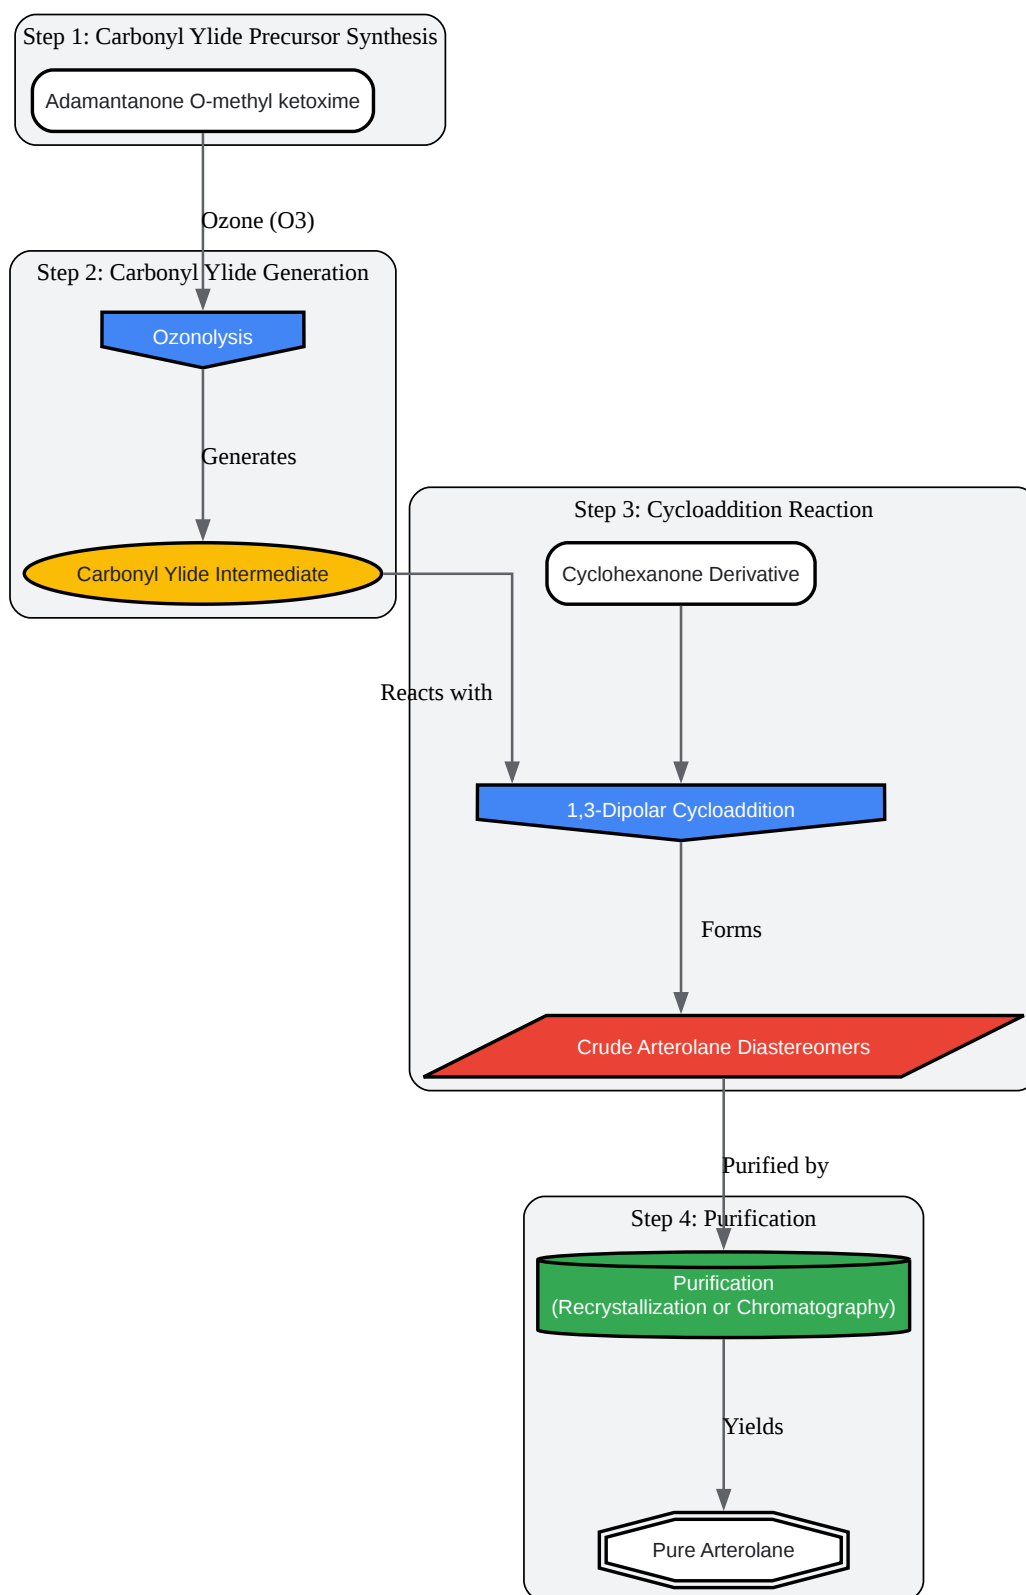 Step 1: Carbonyl Ylide Precursor Synthesis
Adamantanone O-methyl ketoxime
Ozone (O3)
Step 2: Carbonyl Ylide Generation
Ozonolysis
Generates
Carbonyl Ylide Intermediate
Step 3: Cycloaddition Reaction
Cyclohexanone Derivative
Reacts with
1,3-Dipolar Cycloaddition
Forms
Crude Arterolane Diastereomers
Purified by
Step 4: Purification
Purification
(Recrystallization or Chromatography)
Yields
Pure Arterolane